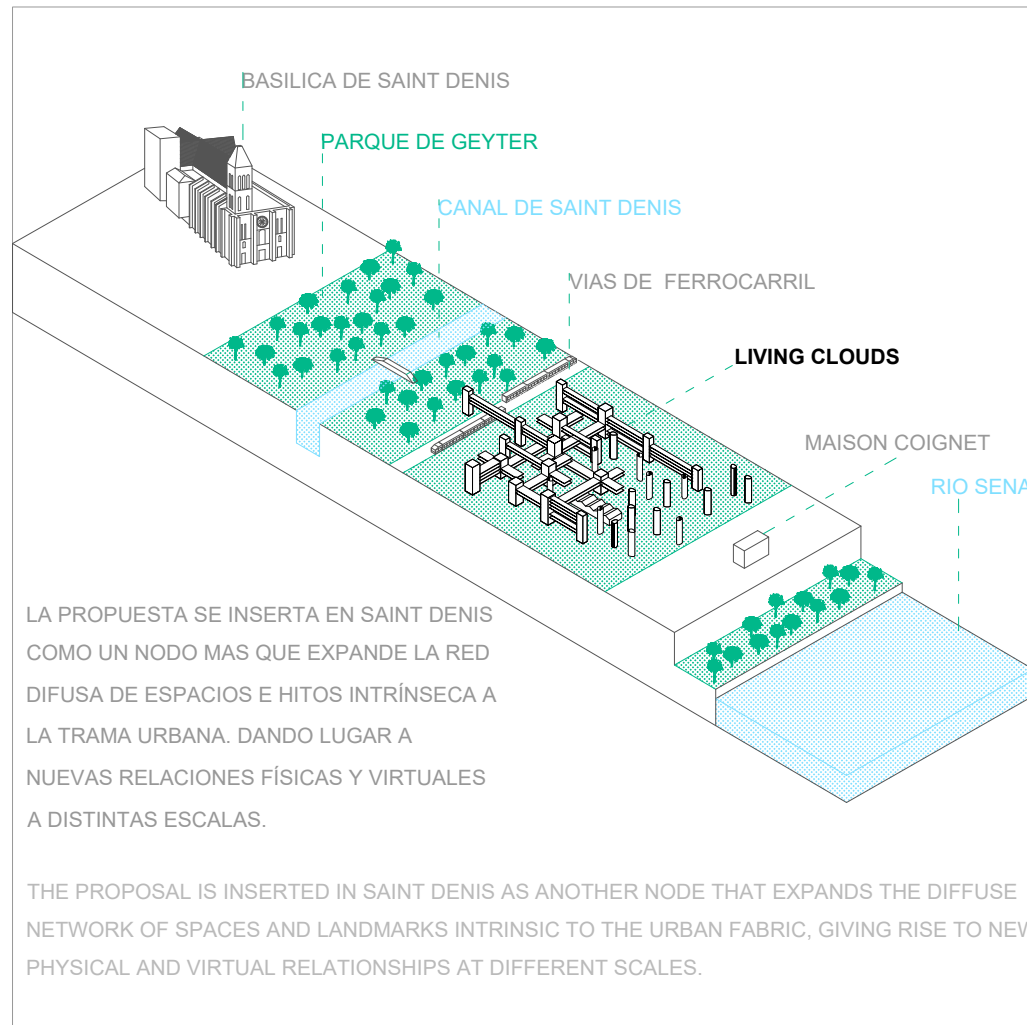 BASILICA DE SAINT DENIS
PARQUE DE GEYTER
CANAL DE SAINT DENIS
VIAS DE FERROCARRIL
LIVING CLOUDS
MAISON COIGNET
RIO SENA
LA PROPUESTA SE INSERTA EN SAINT DENIS
COMO UN NODO MAS QUE EXPANDE LA RED
DIFUSA DE ESPACIOS E HITOS INTRÍNSECA A
LA TRAMA URBANA. DANDO LUGAR A
NUEVAS RELACIONES FÍSICAS Y VIRTUALES
A DISTINTAS ESCALAS.
THE PROPOSAL IS INSERTED IN SAINT DENIS AS ANOTHER NODE THAT EXPANDS THE DIFFUSE
NETWORK OF SPACES AND LANDMARKS INTRINSIC TO THE URBAN FABRIC, GIVING RISE TO NEW
PHYSICAL AND VIRTUAL RELATIONSHIPS AT DIFFERENT SCALES.